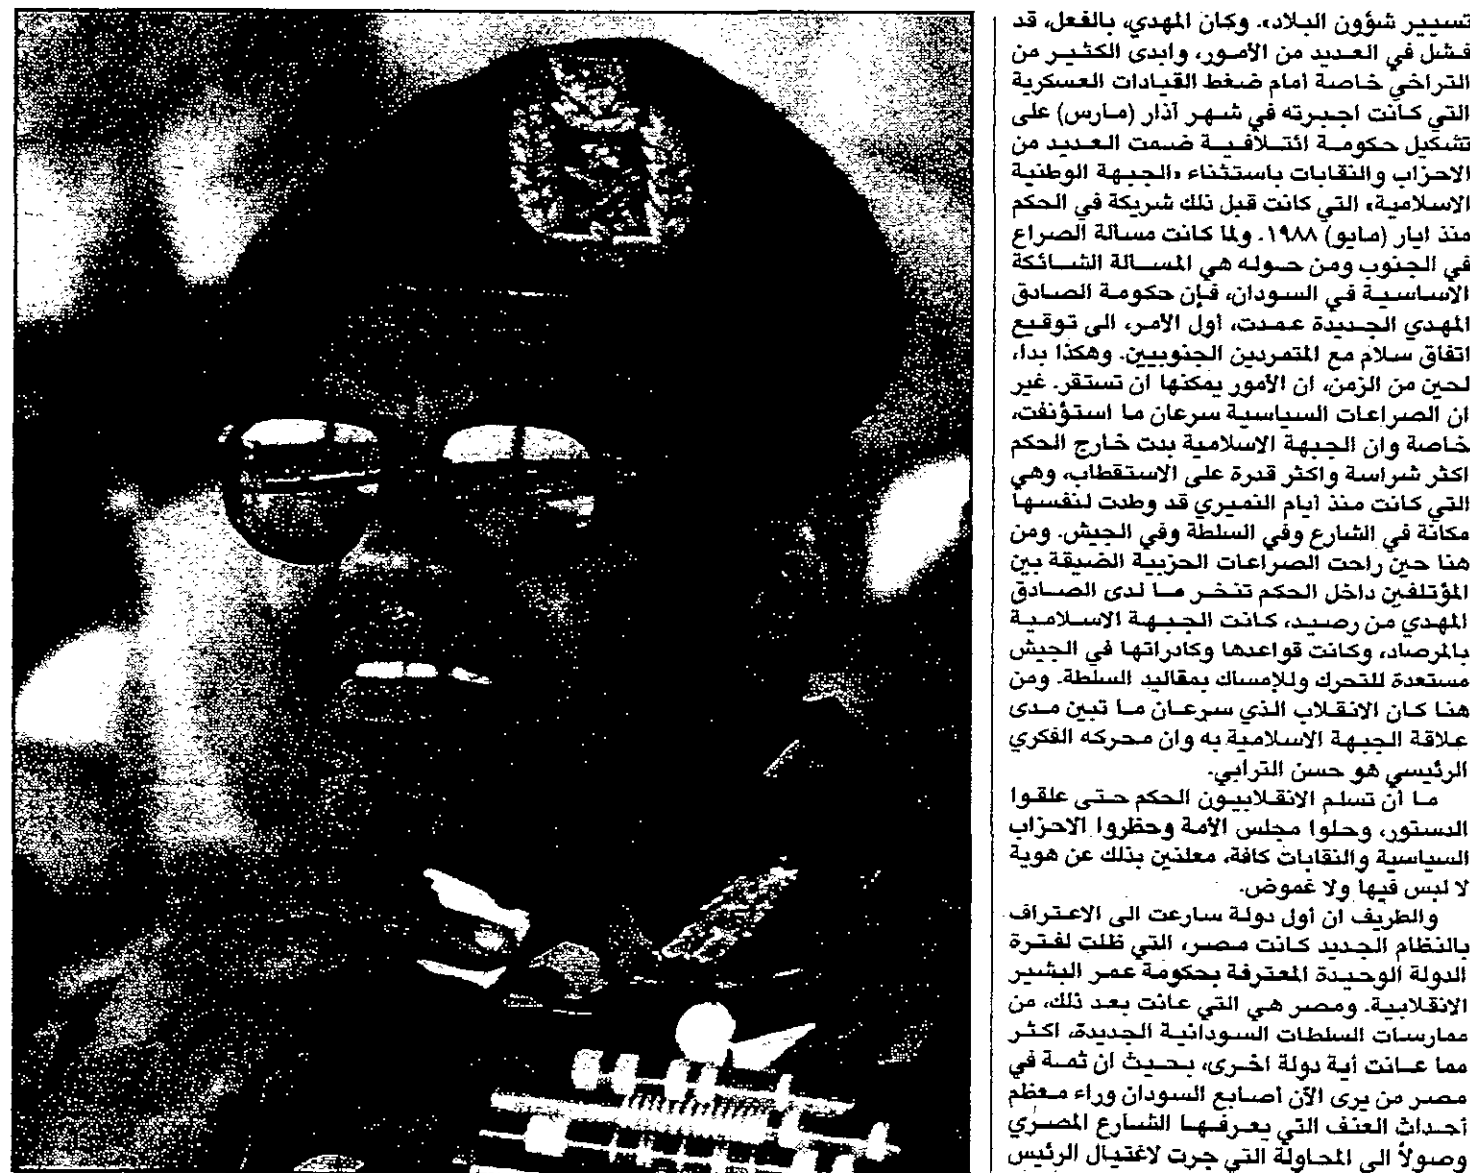 تسيير شؤون البلاد». وكان المهدي، بالفعل، قد
فشل في العديد من الأمور، وابدى الكثير من
التراخي خاصة أمام ضغط القيادات العسكرية
التي كانت اجبرته في شهر آذار (مارس) على
تشكيل حكومة ائتلافية ضمت العديد من
الاحزاب والنقابات باستثناء «الجبهة الوطنية
الاسلامية» التي كانت قبل ذلك شريكة في الحكم
منذ ايار (مايو) ١٩٨٨. ولما كانت مسألة الصراع
في الجنوب ومن حوله هي المسألة الشائكة
الاساسية في السودان، فإن حكومة الصادق
المهدي الجديدة عمدت، أول الأمر، الى توقيع
اتفاق سلام مع المتمردين الجنوبيين. وهكذا بدا،
لحين من الزمن، ان الأمور يمكنها ان تستقر. غير
ان الصراعات السياسية سرعان ما استؤنفت،
خاصة وان الجبهة الاسلامية بدت خارج الحكم
اكثر شراسة واكثر قدرة على الاستقطاب، وهي
التي كانت منذ أيام النميري قد وطدت لنفسها
مكانة في الشارع وفي السلطة وفي الجيش. ومن
هنا حين راحت الصراعات الحزبية الضيقة بين
المؤتلفين داخل الحكم تنخر ما لدى الصادق
المهدي من رصيد، كانت الجبهة الاسلامية
بالمرصاد، وكانت قواعدها وكادراتها في الجيش
مستعدة للتحرك وللإمساك بمقاليد السلطة. ومن
هنا كان الانقلاب الذي سرعان ما تبين مدى
علاقة الجبهة الاسلامية به وان محركه الفكري
الرئيسي هو حسن الترابي.
ما أن تسلم الانقلابيون الحكم حتى علقوا
الدستور، وحلوا مجلس الأمة وحظروا الاحزاب
السياسية والنقابات كافة، معلنين بذلك عن هوية
لا لبس فيها ولا غموض.
والطريف ان أول دولة سارعت الى الاعتراف
بالنظام الجديد كانت مصر، التي ظلت لفترة
الدولة الوحيدة المعترفة بحكومة عمر البشير
الانقلابية. ومصر هي التي عانت بعد ذلك، من
ممارسات السلطات السودانية الجديدة، اكثر
مما عانت أية دولة اخرى، بحيث ان ثمة في
مصر من يرى الآن أصابع السودان وراء معظم
أحداث العنف التي يعرفها الشارع المصري
وصولاً الى المحاولة التي جرت لاغتيال الرئيس